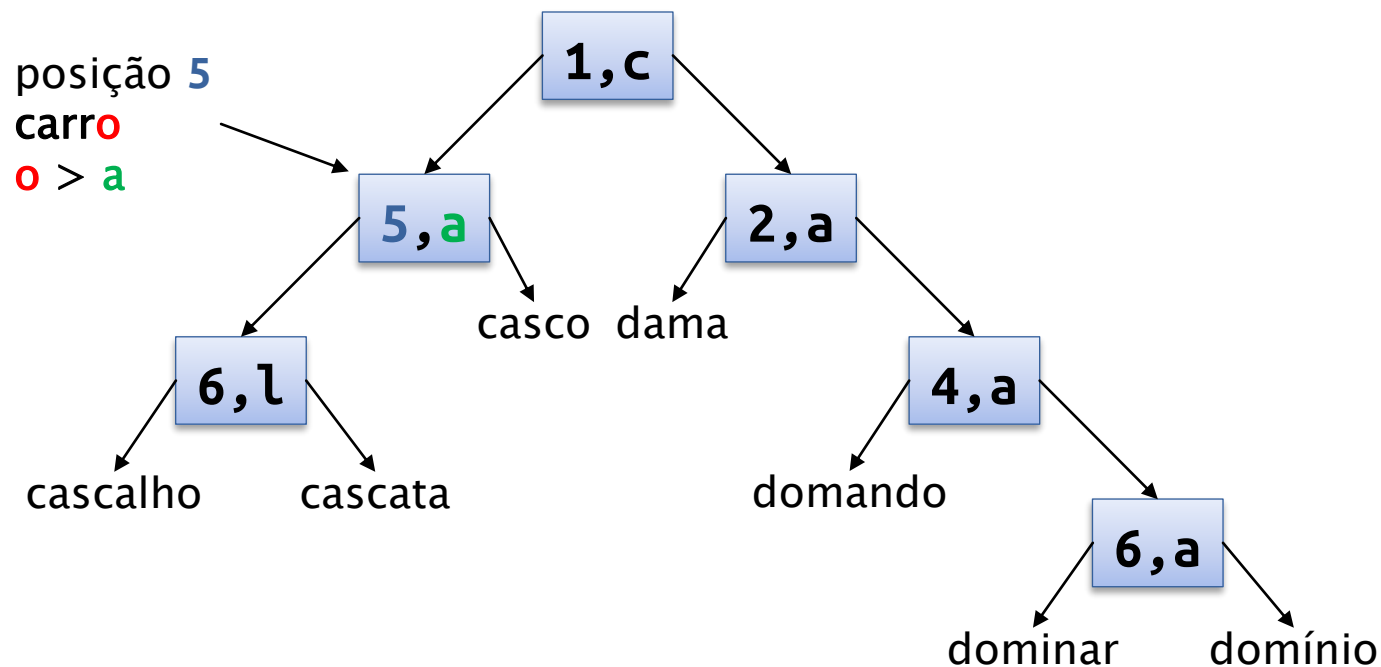 1,c
posição 5
carro
o > a
5,a
2,a
casco
dama
6,l
4,a
cascalho
cascata
domando
6,a
dominar
domínio